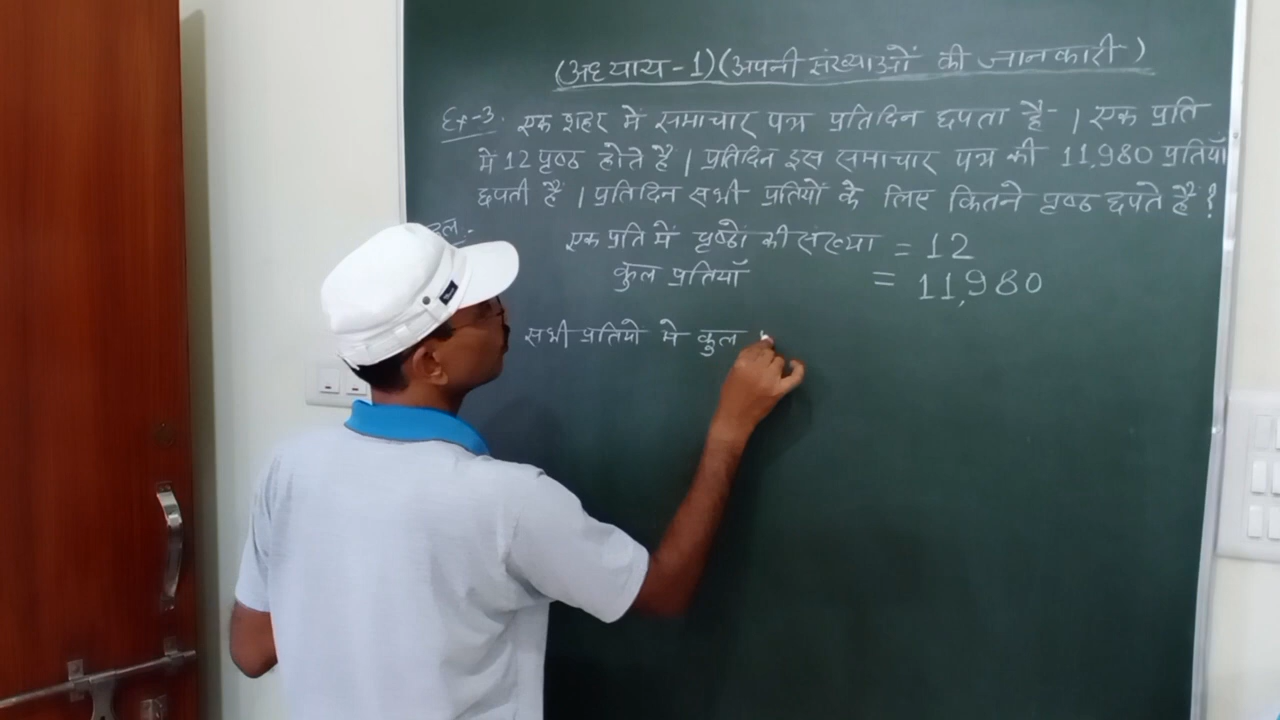 (अध्याय-1)(अपनी संख्याओं की जानकारी)
Ex-3. एक शहर में समाचार पत्र प्रतिदिन छपता है । एक प्रति
में 12 पृष्ठ होते है । प्रतिदिन इस समाचार पत्र की 11,980 प्रतियाँ
छपती हैं । प्रतिदिन सभी प्रतियों के लिए कितने पृष्ठ छपते हैं ?
हल:-
एक प्रति में पृष्ठों की संख्या = 12
कुल प्रतियाँ = 11,980
सभी प्रतियो मे कुल